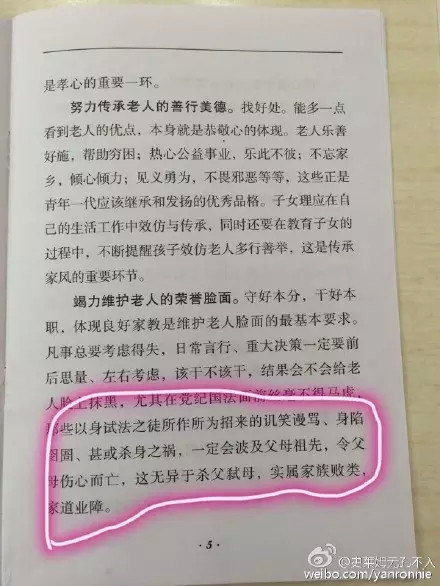 是孝心的重要一环。
努力传承老人的善行美德。找好处。能多一点
看到老人的优点，本身就是恭敬心的体现。老人乐善
好施，帮助穷困；热心公益事业，乐此不彼；不忘家
乡，倾心倾力；见义勇为，不畏邪恶等等，这些正是
青年一代应该继承和发扬的优秀品格。子女理应在自
己的生活工作中效仿与传承，同时还要在教育子女的
过程中，不断提醒孩子效仿老人多行善举，这是传承
家风的重要环节。
竭力维护老人的荣誉脸面。守好本分，干好本
职，体现良好家教是维护老人脸面的最基本要求。
凡事总要考虑得失，日常言行、重大决策一定要前
后思量、左右考虑，该干不该干，结果会不会给老
人脸上抹黑，尤其在党纪国法面前丝毫不得马虎，
那些以身试法之徒所作所为招来的讥笑谩骂、身陷
囹圄、甚或杀身之祸，一定会波及父母祖先，令父
母伤心而亡，这无异于杀父弑母，实属家族败类，
家道业障。
·5·
@史莱姆元孔不入
weibo.com/yanronnie